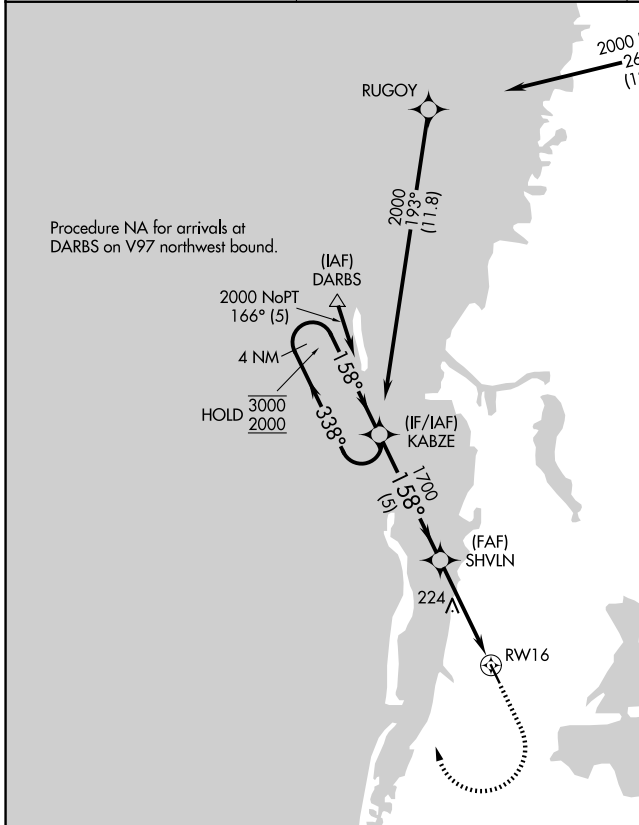 2000
RUGOY
2000
193°
(11.8)
Procedure NA for arrivals at
DARBS on V97 northwest bound.
(IAF)
DARBS
2000 NoPT
166° (5)
4 NM
158°
HOLD
3000
2000
338°
(IF/IAF)
KABZE
1700
158°
(5)
(FAF)
SHVLN
224
RW16